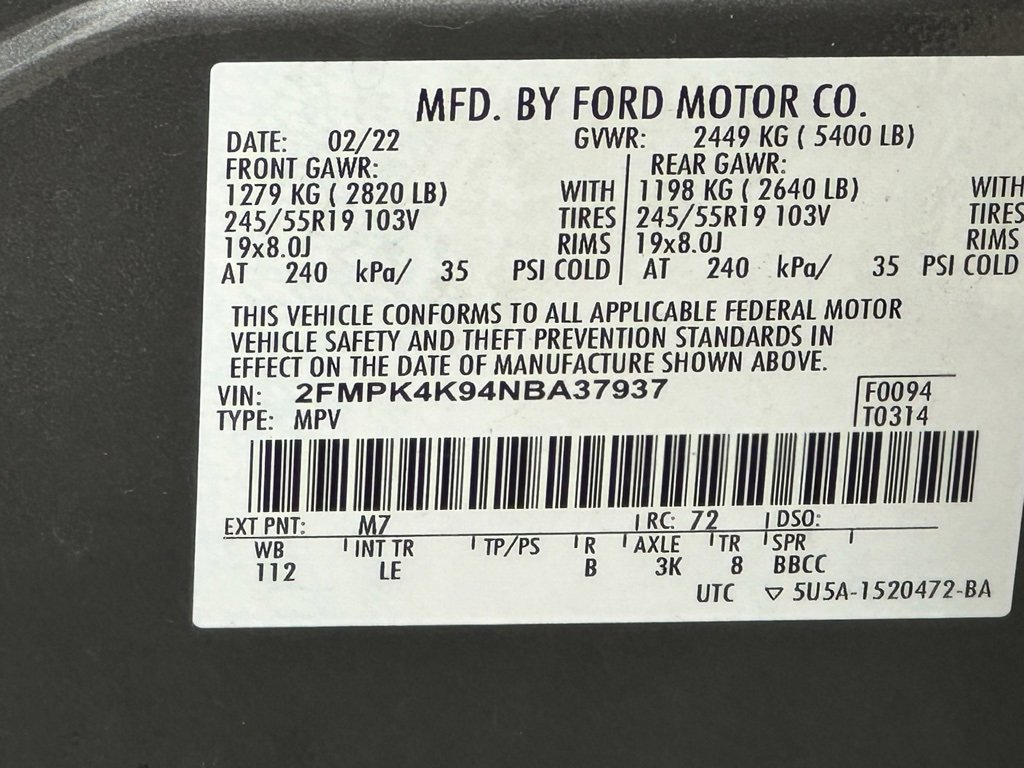 MFD. BY FORD MOTOR CO.
DATE: 02/22 GVWR: 2449 KG ( 5400 LB)
FRONT GAWR: REAR GAWR:
1279 KG ( 2820 LB) WITH 1198 KG ( 2640 LB) WITH
245/55R19 103V TIRES 245/55R19 103V TIRES
19x8.0J RIMS 19x8.0J RIMS
AT 240 kPa/ 35 PSI COLD AT 240 kPa/ 35 PSI COLD
THIS VEHICLE CONFORMS TO ALL APPLICABLE FEDERAL MOTOR
VEHICLE SAFETY AND THEFT PREVENTION STANDARDS IN
EFFECT ON THE DATE OF MANUFACTURE SHOWN ABOVE.
VIN: 2FMPK4K94NBA37937 F0094
TYPE: MPV T0314
EXT PNT: M7 RC: 72 DSO:
WB INT TR TP/PS R AXLE TR SPR
112 LE B 3K 8 BBCC
UTC ▽ 5U5A-1520472-BA